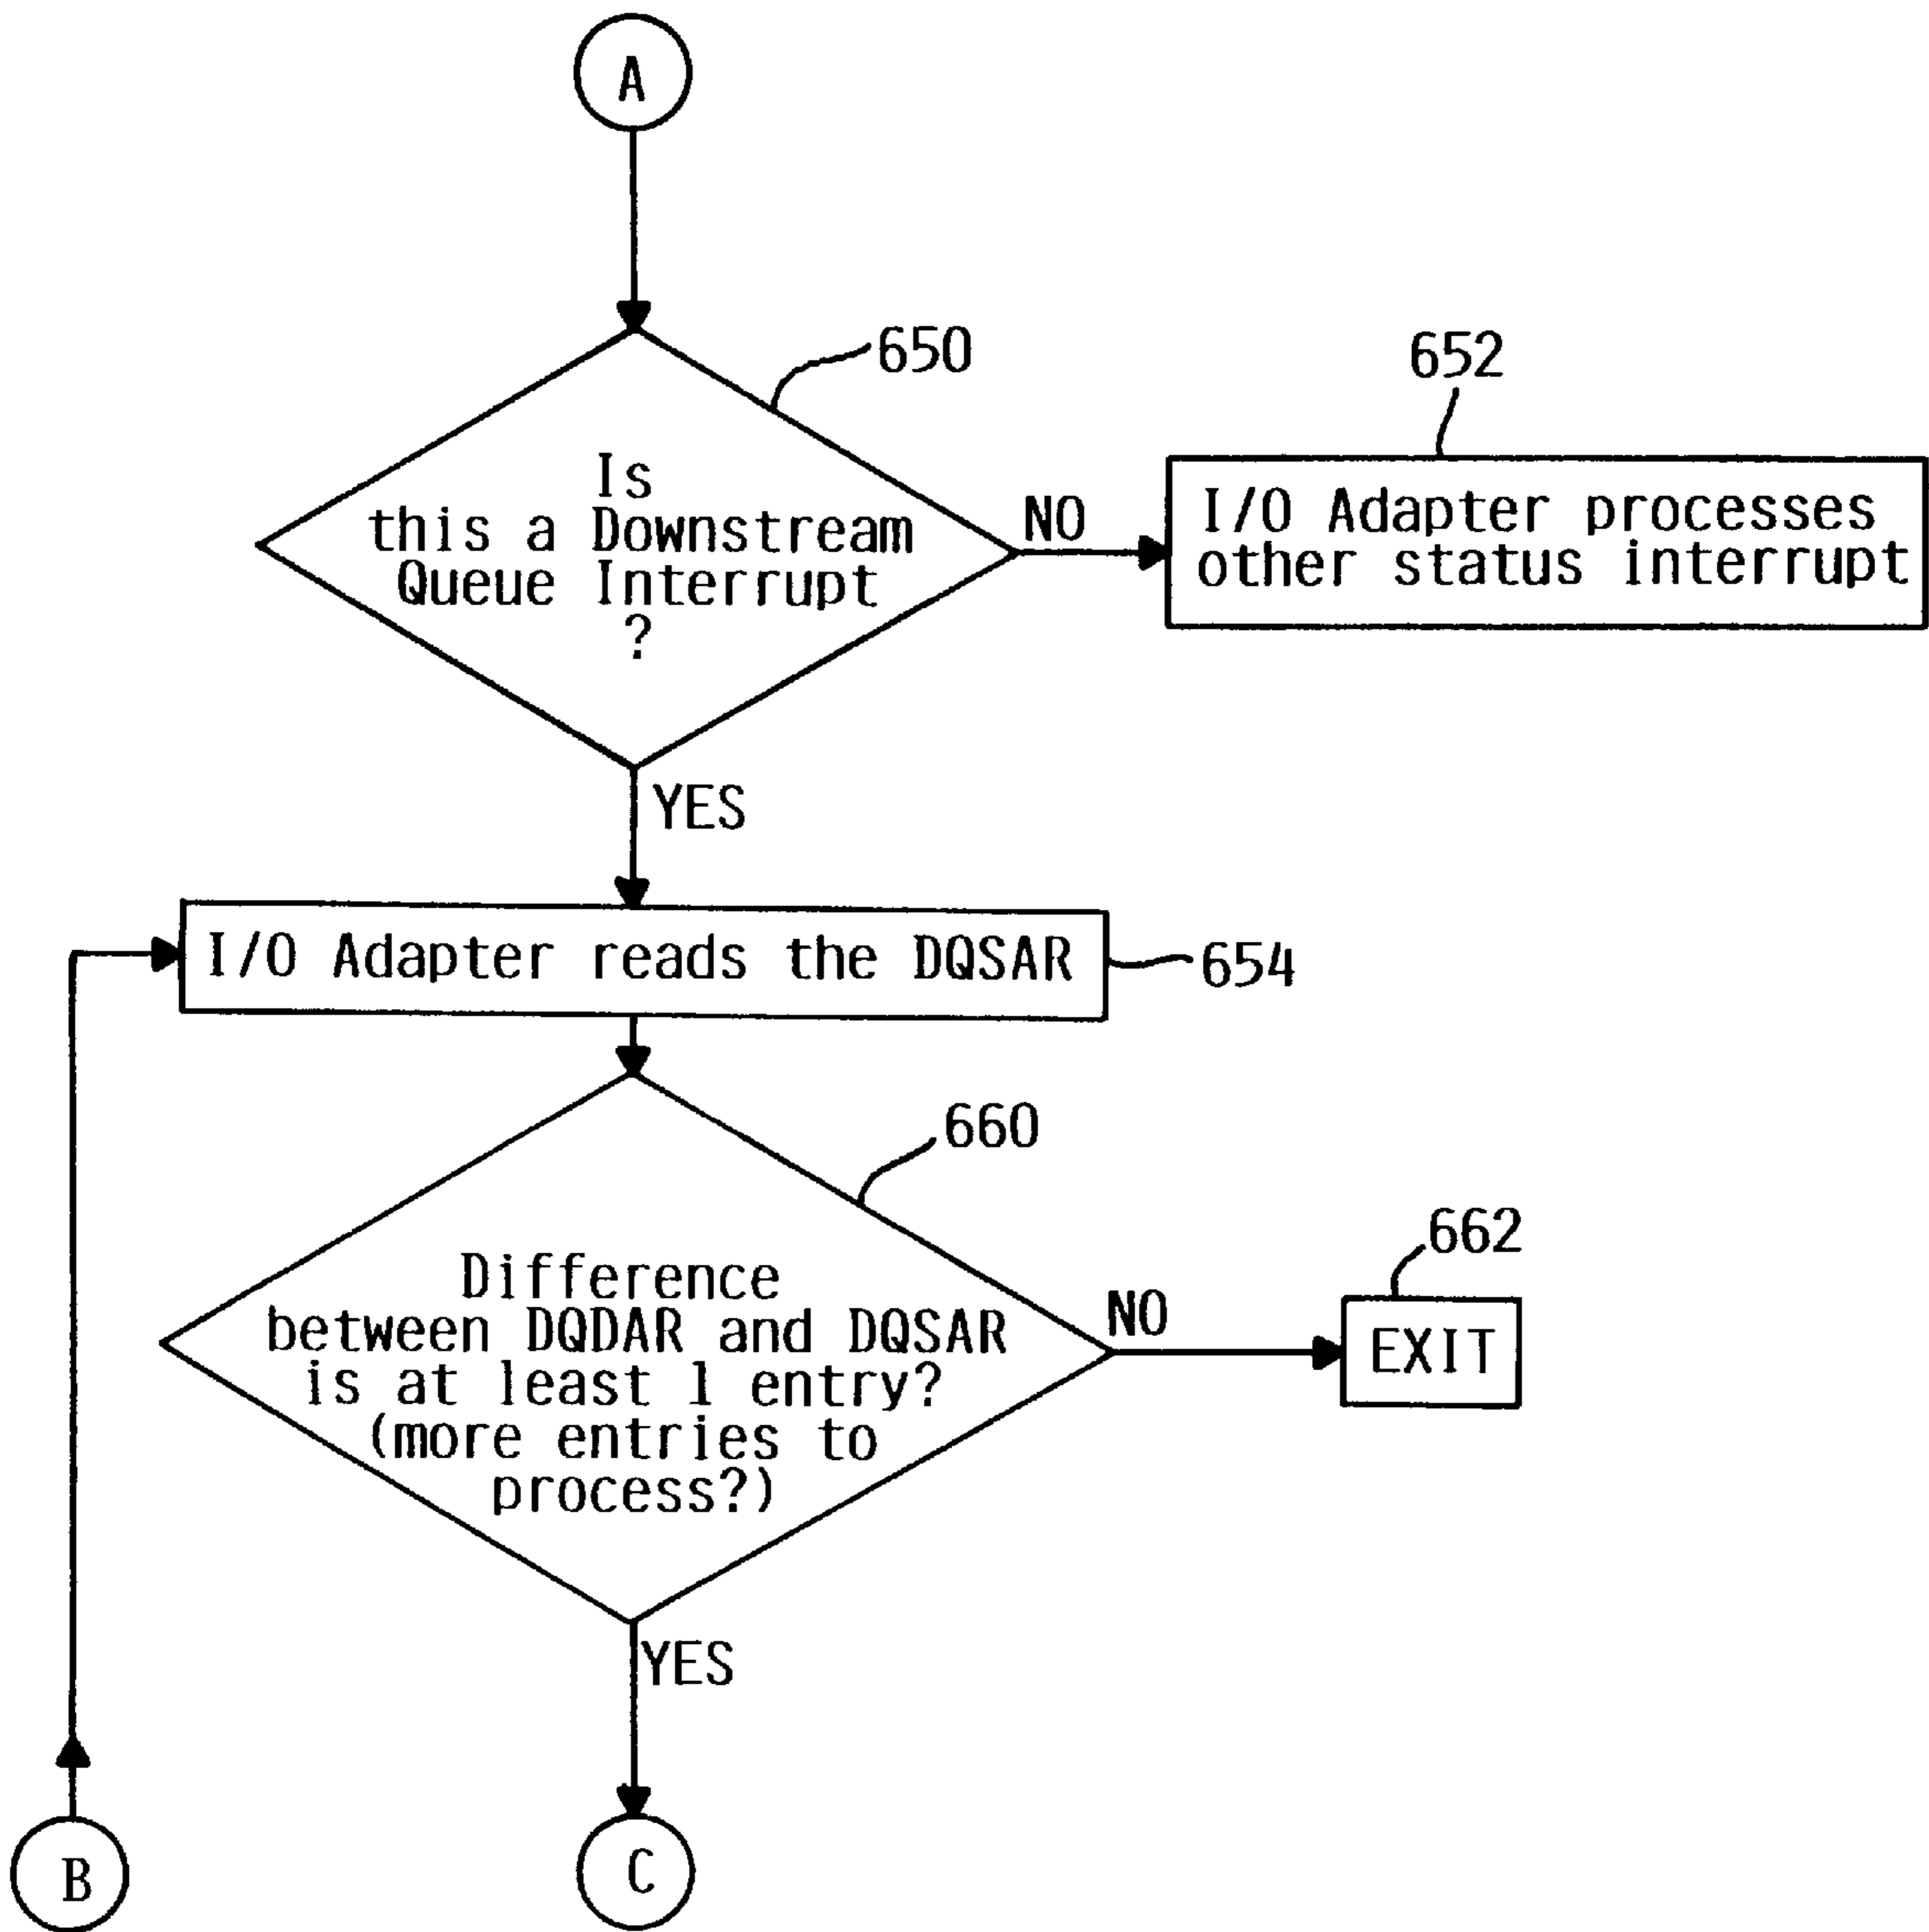 A
650
Is
this a Downstream
Queue Interrupt
?
NO
652
I/O Adapter processes
other status interrupt
YES
I/O Adapter reads the DQSAR
654
660
Difference
between DQDAR and DQSAR
is at least 1 entry?
(more entries to
process?)
NO
662
EXIT
YES
B
C